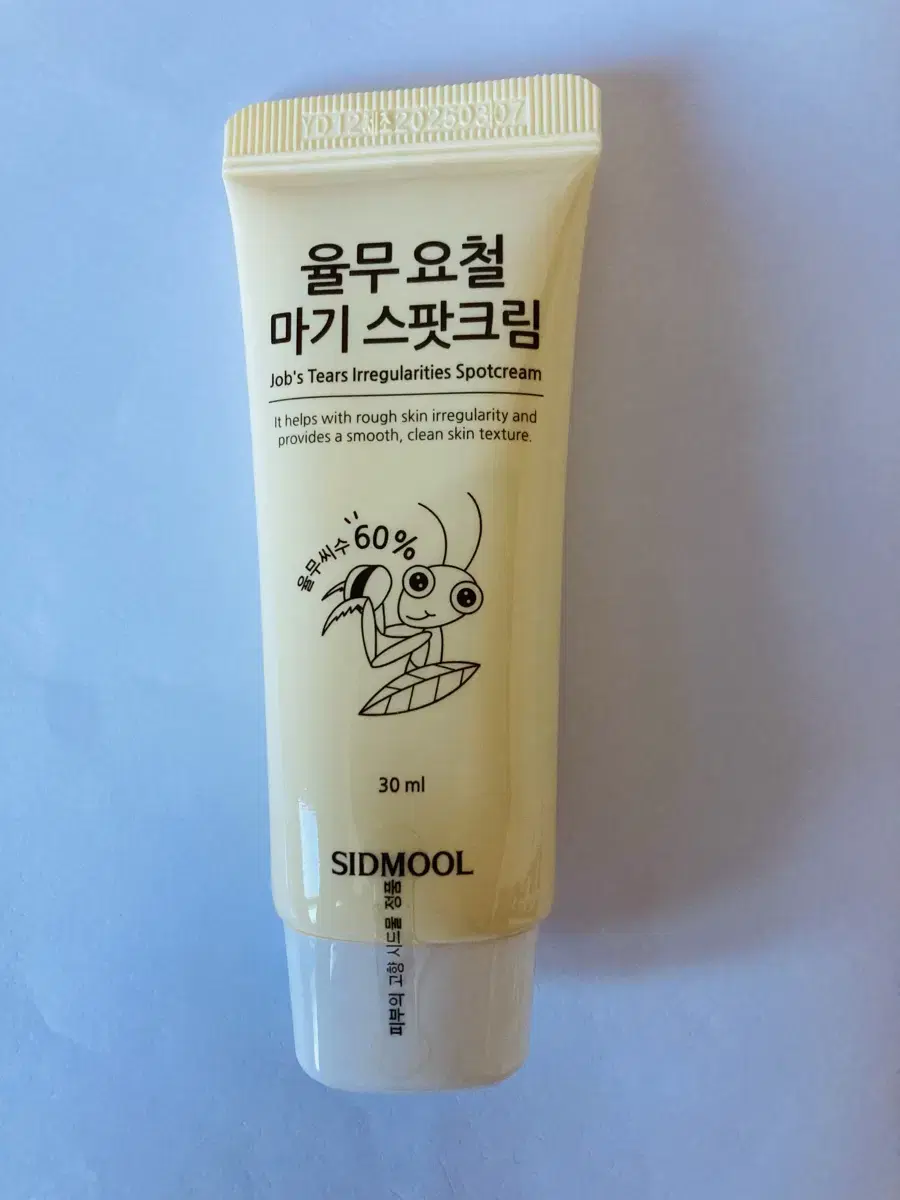 YD12제조20250307
율무 요철
마기 스팟크림
Job's Tears Irregularities Spotcream
It helps with rough skin irregularity and
provides a smooth, clean skin texture.
율무씨수 60%
30 ml
SIDMOOL
피부의 고향 시드물 정품